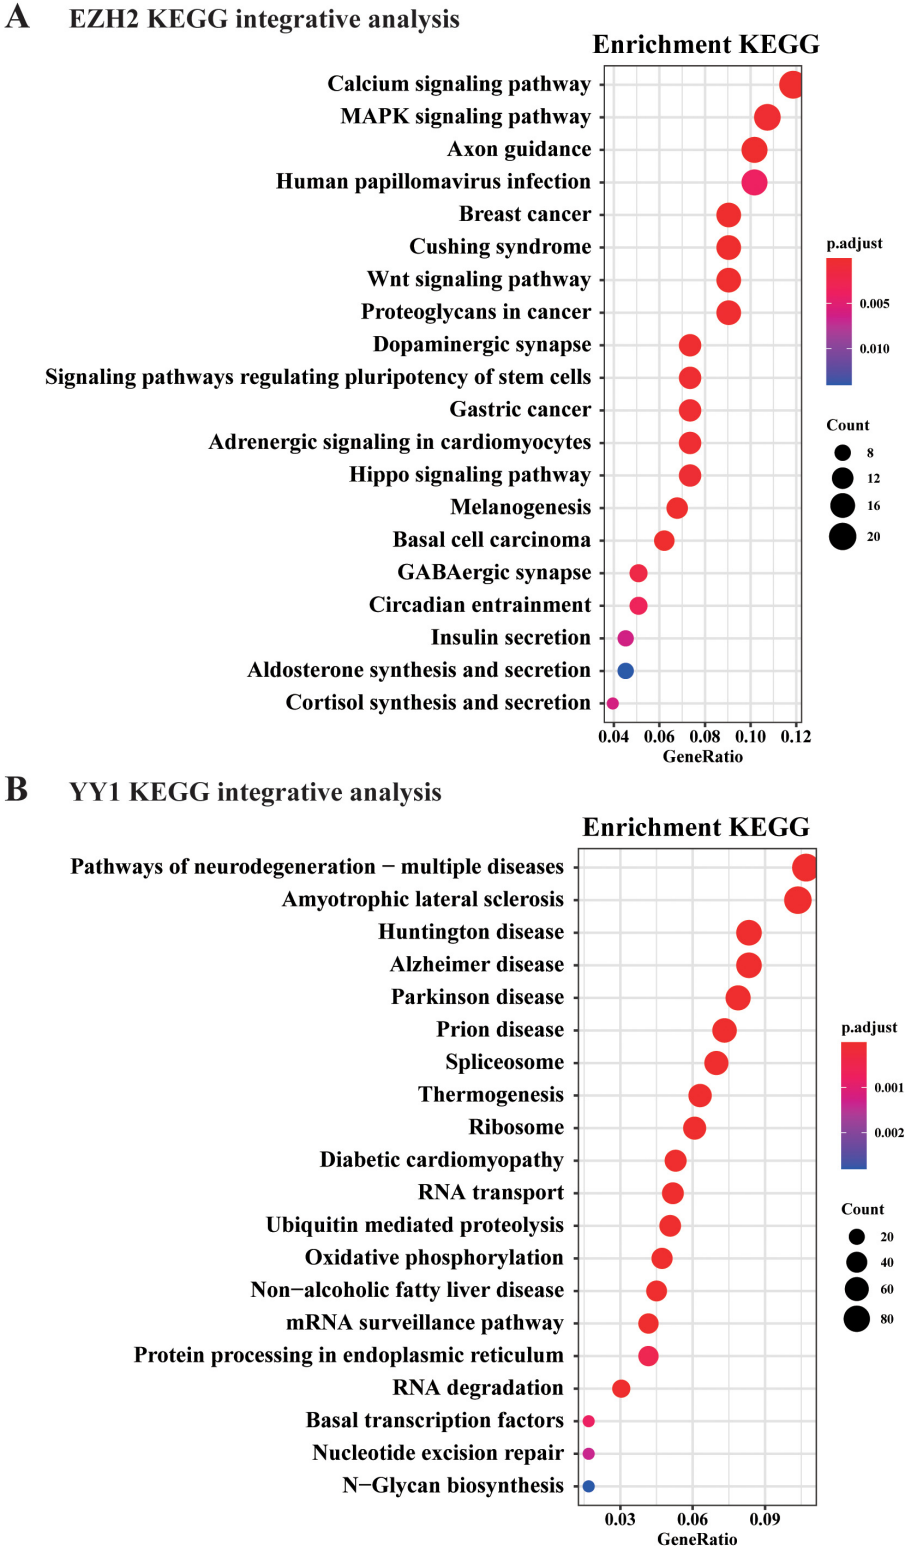 A EZH2 KEGG integrative analysis
Enrichment KEGG
Calcium signaling pathway
MAPK signaling pathway
Axon guidance
Human papillomavirus infection
Breast cancer
Cushing syndrome
Wnt signaling pathway
Proteoglycans in cancer
Dopaminergic synapse
Signaling pathways regulating pluripotency of stem cells
Gastric cancer
Adrenergic signaling in cardiomyocytes
Hippo signaling pathway
Melanogenesis
Basal cell carcinoma
GABAergic synapse
Circadian entrainment
Insulin secretion
Aldosterone synthesis and secretion
Cortisol synthesis and secretion
0.04 0.06 0.08 0.10 0.12
GeneRatio
p.adjust
0.005
0.010
Count
8
12
16
20
B YY1 KEGG integrative analysis
Enrichment KEGG
Pathways of neurodegeneration − multiple diseases
Amyotrophic lateral sclerosis
Huntington disease
Alzheimer disease
Parkinson disease
Prion disease
Spliceosome
Thermogenesis
Ribosome
Diabetic cardiomyopathy
RNA transport
Ubiquitin mediated proteolysis
Oxidative phosphorylation
Non−alcoholic fatty liver disease
mRNA surveillance pathway
Protein processing in endoplasmic reticulum
RNA degradation
Basal transcription factors
Nucleotide excision repair
N−Glycan biosynthesis
0.03 0.06 0.09
GeneRatio
p.adjust
0.001
0.002
Count
20
40
60
80